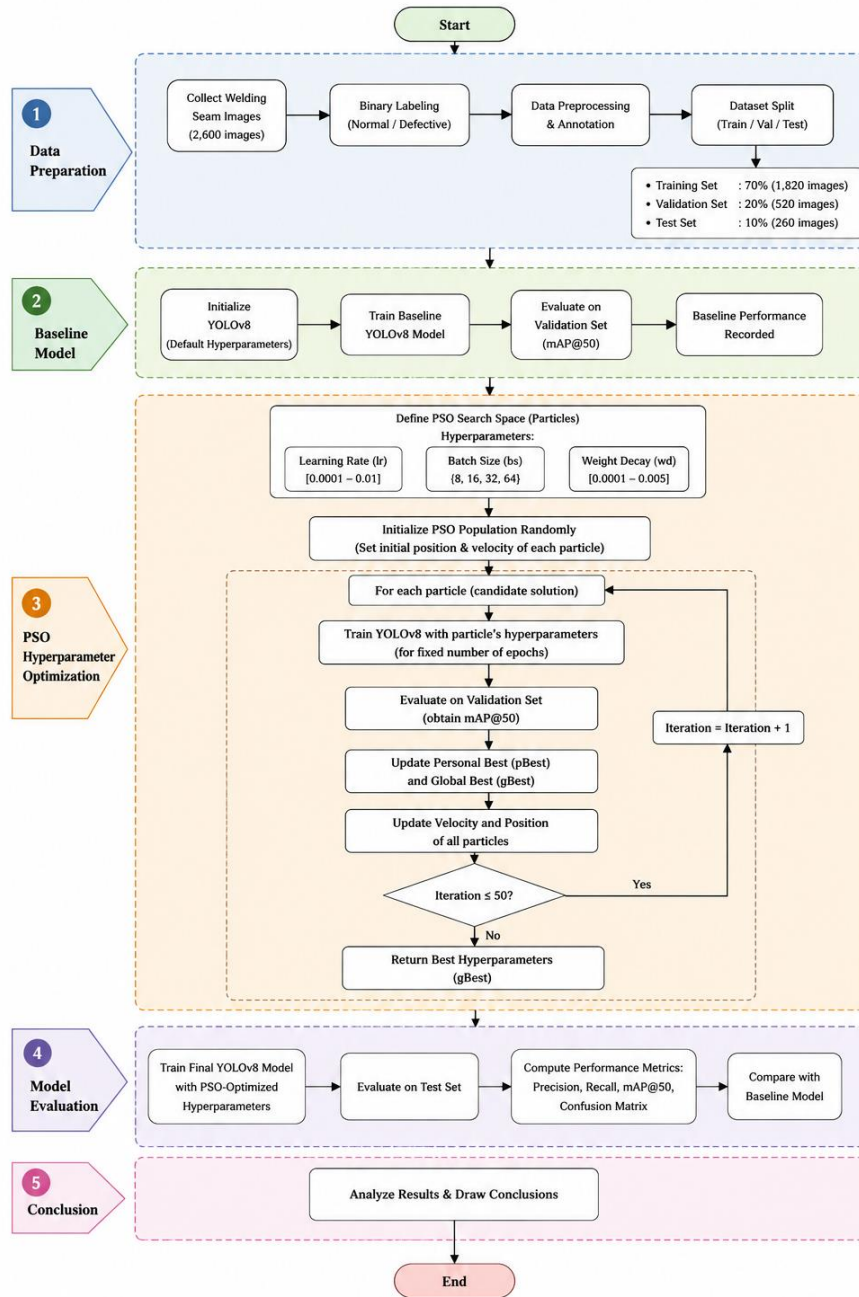 Start
1
Data
Preparation
Collect Welding
Seam Images
(2,600 images)
Binary Labeling
(Normal / Defective)
Data Preprocessing
& Annotation
Dataset Split
(Train / Val / Test)
• Training Set : 70% (1,820 images)
• Validation Set : 20% (520 images)
• Test Set : 10% (260 images)
2
Baseline
Model
Initialize
YOLOv8
(Default Hyperparameters)
Train Baseline
YOLOv8 Model
Evaluate on
Validation Set
(mAP@50)
Baseline Performance
Recorded
3
PSO
Hyperparameter
Optimization
Define PSO Search Space (Particles)
Hyperparameters:
Learning Rate (lr)
[0.0001 – 0.01]
Batch Size (bs)
{8, 16, 32, 64}
Weight Decay (wd)
[0.0001 – 0.005]
Initialize PSO Population Randomly
(Set initial position & velocity of each particle)
For each particle (candidate solution)
Train YOLOv8 with particle's hyperparameters
(for fixed number of epochs)
Evaluate on Validation Set
(obtain mAP@50)
Iteration = Iteration + 1
Update Personal Best (pBest)
and Global Best (gBest)
Update Velocity and Position
of all particles
Iteration ≤ 50?
Yes
No
Return Best Hyperparameters
(gBest)
4
Model
Evaluation
Train Final YOLOv8 Model
with PSO-Optimized
Hyperparameters
Evaluate on Test Set
Compute Performance Metrics:
Precision, Recall, mAP@50,
Confusion Matrix
Compare with
Baseline Model
5
Conclusion
Analyze Results & Draw Conclusions
End